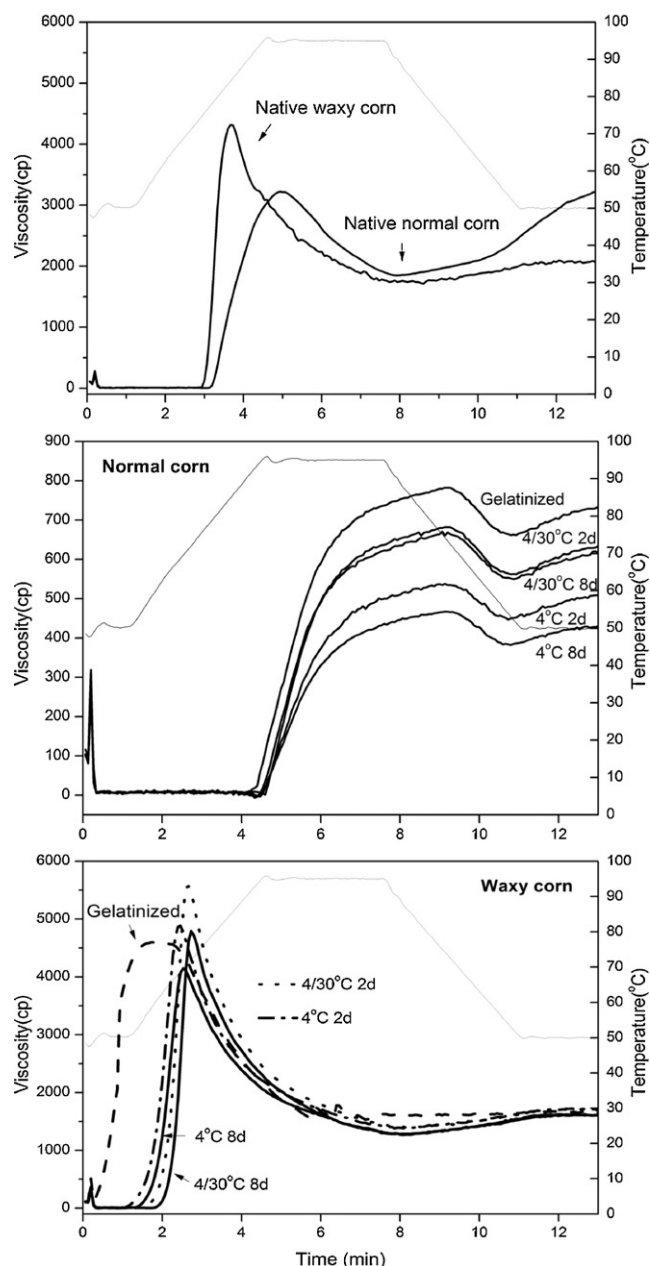 6000
5000
4000
3000
2000
1000
0
Viscosity(cp)
100
90
80
70
60
50
40
30
20
10
0
Temperature(°C)
Native waxy corn
Native normal corn
0 2 4 6 8 10 12
900
800
700
600
500
400
300
200
100
0
Viscosity(cp)
100
90
80
70
60
50
40
30
20
10
0
Temperature(°C)
Normal corn
Gelatinized
4/30°C 2d
4/30°C 8d
4°C 2d
4°C 8d
0 2 4 6 8 10 12
6000
5000
4000
3000
2000
1000
0
Viscosity(cp)
100
90
80
70
60
50
40
30
20
10
0
Temperature(°C)
Waxy corn
Gelatinized
4/30°C 2d
4°C 2d
4°C 8d
4/30°C 8d
0 2 4 6 8 10 12
Time (min)